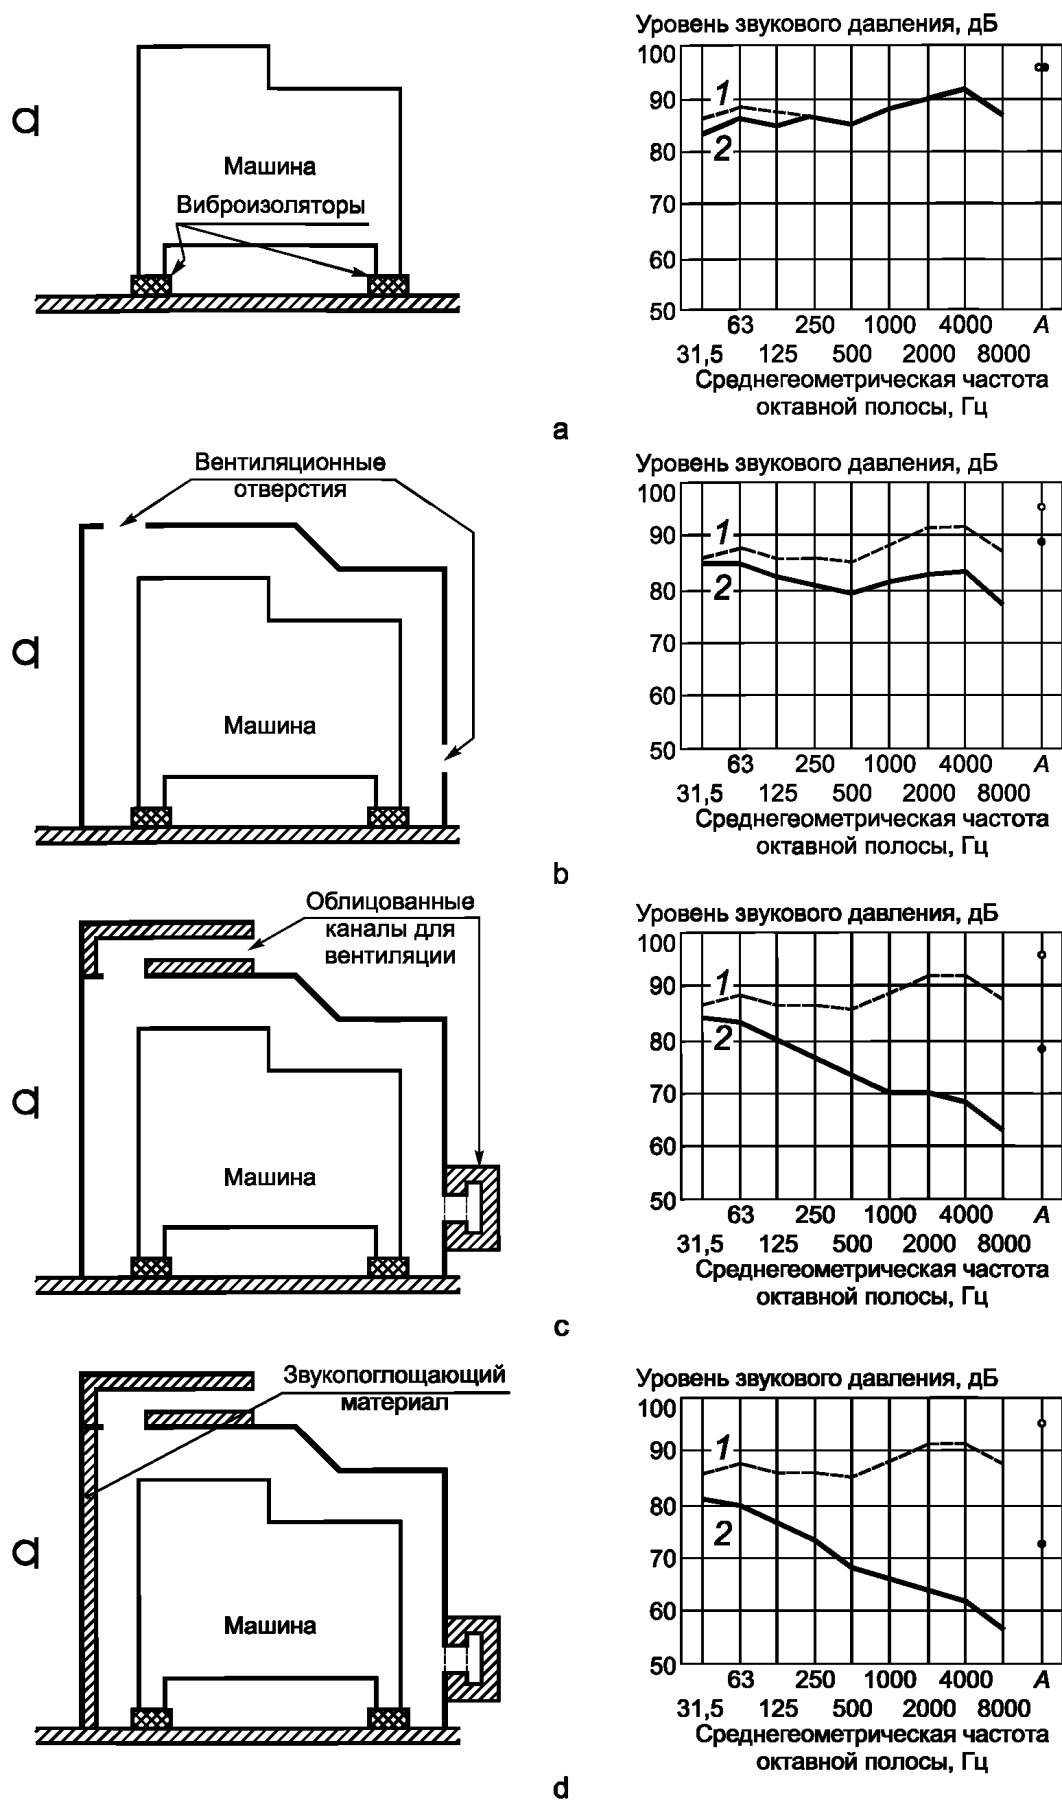 Машина
Виброизоляторы
Уровень звукового давления, дБ
100
90
80
70
60
50
1
2
63 250 1000 4000 A
31,5 125 500 2000 8000
Среднегеометрическая частота
октавной полосы, Гц
a
Вентиляционные
отверстия
Машина
Уровень звукового давления, дБ
100
90
80
70
60
50
1
2
63 250 1000 4000 A
31,5 125 500 2000 8000
Среднегеометрическая частота
октавной полосы, Гц
b
Облицованные
каналы для
вентиляции
Машина
Уровень звукового давления, дБ
100
90
80
70
60
50
1
2
63 250 1000 4000 A
31,5 125 500 2000 8000
Среднегеометрическая частота
октавной полосы, Гц
c
Звукопоглощающий
материал
Машина
Уровень звукового давления, дБ
100
90
80
70
60
50
1
2
63 250 1000 4000 A
31,5 125 500 2000 8000
Среднегеометрическая частота
октавной полосы, Гц
d